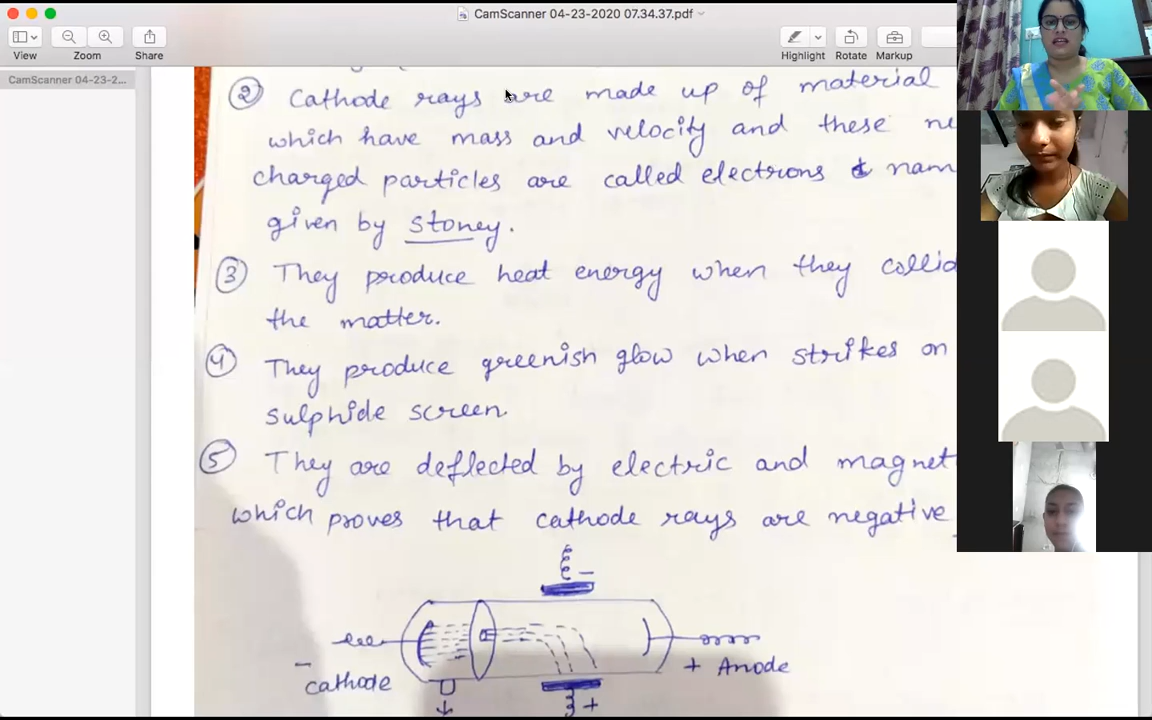 CamScanner 04-23-2020 07.34.37.pdf
View
Zoom
Share
Highlight
Rotate
Markup
CamScanner 04-23-2...
② Cathode rays are made up of material
which have mass and velocity and these ne
charged particles are called electrons & nam
given by stoney.
③ They produce heat energy when they collid
the matter.
④ They produce greenish glow when strikes on
sulphide screen.
⑤ They are deflected by electric and magnet
which proves that cathode rays are negative
−
− cathode
+ Anode
+